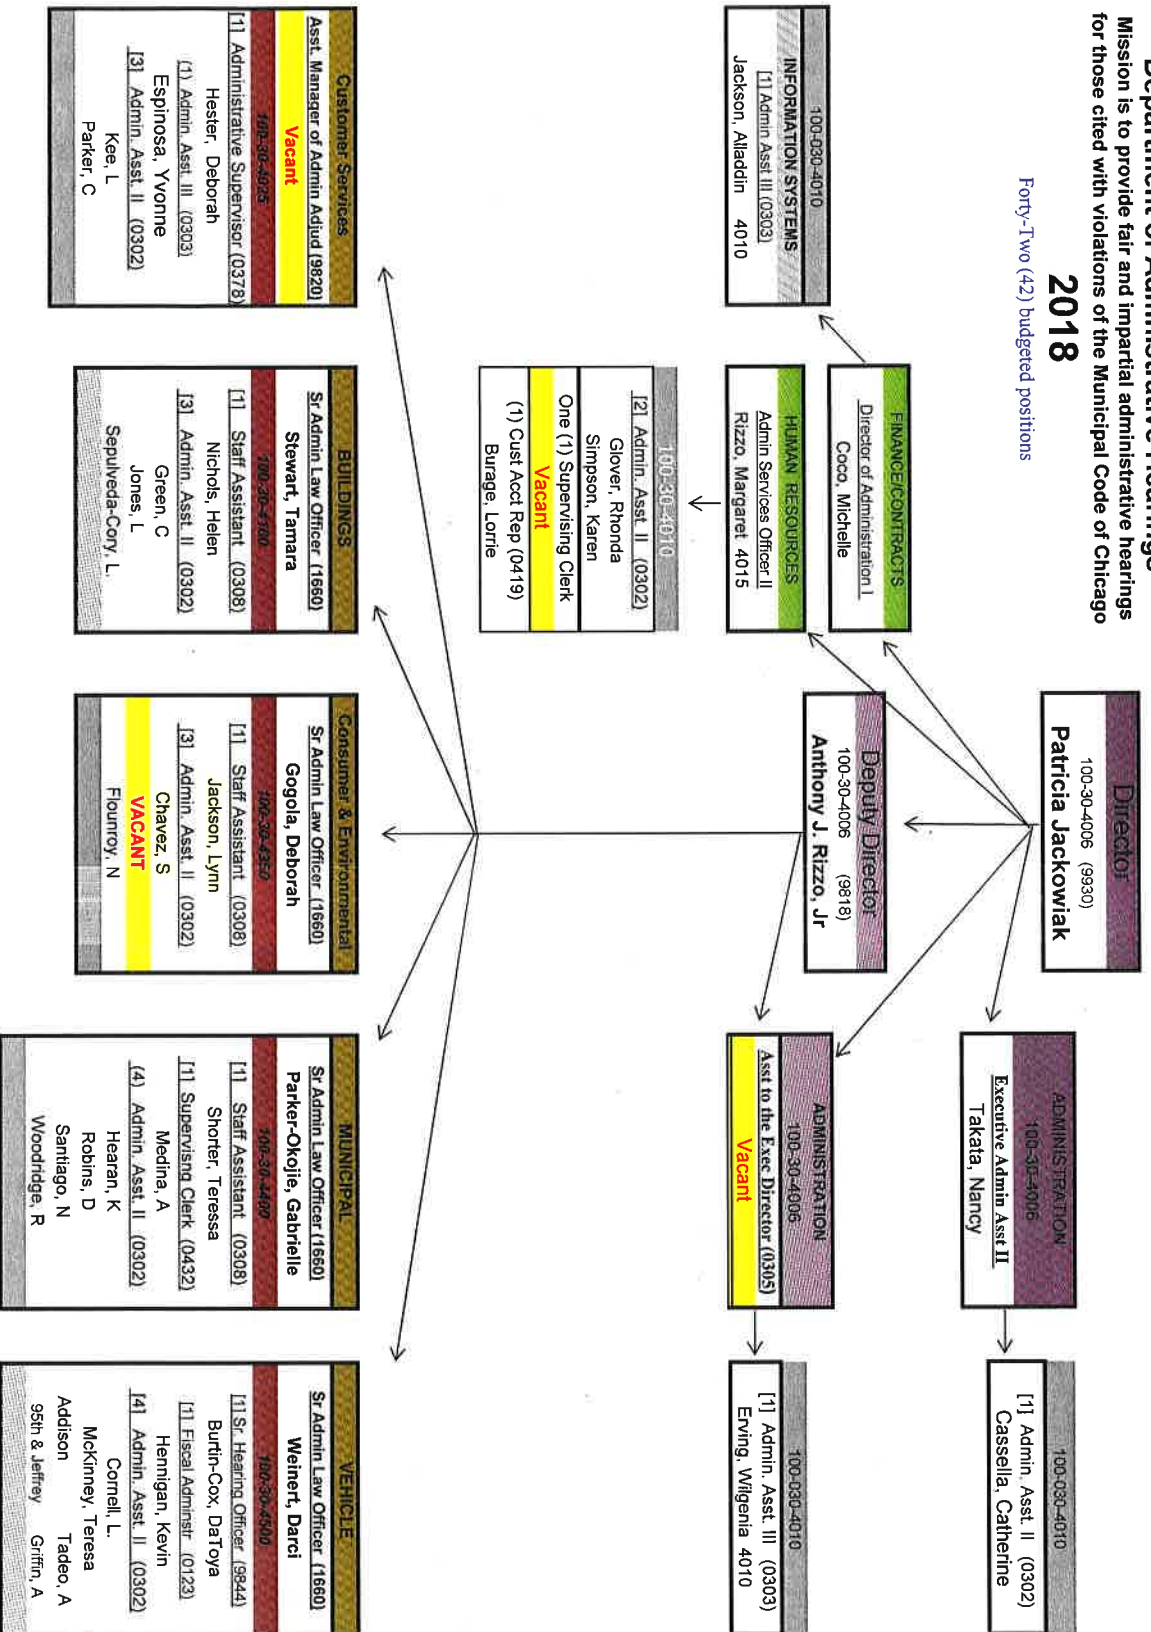 Department of Administrative Hearings
Mission is to provide fair and impartial administrative hearings
for those cited with violations of the Municipal Code of Chicago
2018
Forty-Two (42) budgeted positions
Director
100-30-4006 (9930)
Patricia Jackowiak
ADMINISTRATION
100-30-4006
Executive Admin Asst II
Takata, Nancy
100-030-4010
[1] Admin. Asst. II (0302)
Cassella, Catherine
FINANCE/CONTRACTS
Director of Administration I
Coco, Michelle
HUMAN RESOURCES
Admin Services Officer II
Rizzo, Margaret 4015
Deputy Director
100-30-4006 (9818)
Anthony J. Rizzo, Jr
ADMINISTRATION
100-30-4006
Asst to the Exec Director (0305)
Vacant
100-030-4010
[1] Admin. Asst. III (0303)
Erving, Wilgenia 4010
100-030-4010
INFORMATION SYSTEMS
[1] Admin Asst III (0303)
Jackson, Alladdin 4010
100-30-4010
[2] Admin. Asst. II (0302)
Glover, Rhonda
Simpson, Karen
One (1) Supervising Clerk
Vacant
(1) Cust Acct Rep (0419)
Burage, Lorrie
Customer Services
Asst. Manager of Admin Adjud (9820)
Vacant
100-30-4025
[1] Administrative Supervisor (0378)
Hester, Deborah
(1) Admin. Asst. III (0303)
Espinosa, Yvonne
[3] Admin. Asst. II (0302)
Kee, L
Parker, C
BUILDINGS
Sr Admin Law Officer (1660)
Stewart, Tamara
100-30-4100
[1] Staff Assistant (0308)
Nichols, Helen
[3] Admin. Asst. II (0302)
Green, C
Jones, L
Sepulveda-Cory, L.
Consumer & Environmental
Sr Admin Law Officer (1660)
Gogola, Deborah
100-30-4350
[1] Staff Assistant (0308)
Jackson, Lynn
[3] Admin. Asst. II (0302)
Chavez, S
VACANT
Flounroy, N
MUNICIPAL
Sr Admin Law Officer (1660)
Parker-Okojie, Gabrielle
100-30-4400
[1] Staff Assistant (0308)
Shorter, Teressa
[1] Supervisng Clerk (0432)
Medina, A
(4) Admin. Asst. II (0302)
Hearan, K
Robins, D
Santiago, N
Woodridge, R
VEHICLE
Sr Admin Law Officer (1660)
Weinert, Darci
100-30-4500
[1] Sr. Hearing Officer (9844)
Burtin-Cox, DaToya
[1] Fiscal Adminstr (0123)
Hennigan, Kevin
[4] Admin. Asst. II (0302)
Cornell, L.
McKinney, Teresa
Addison Tadeo, A
95th & Jeffrey Griffin, A